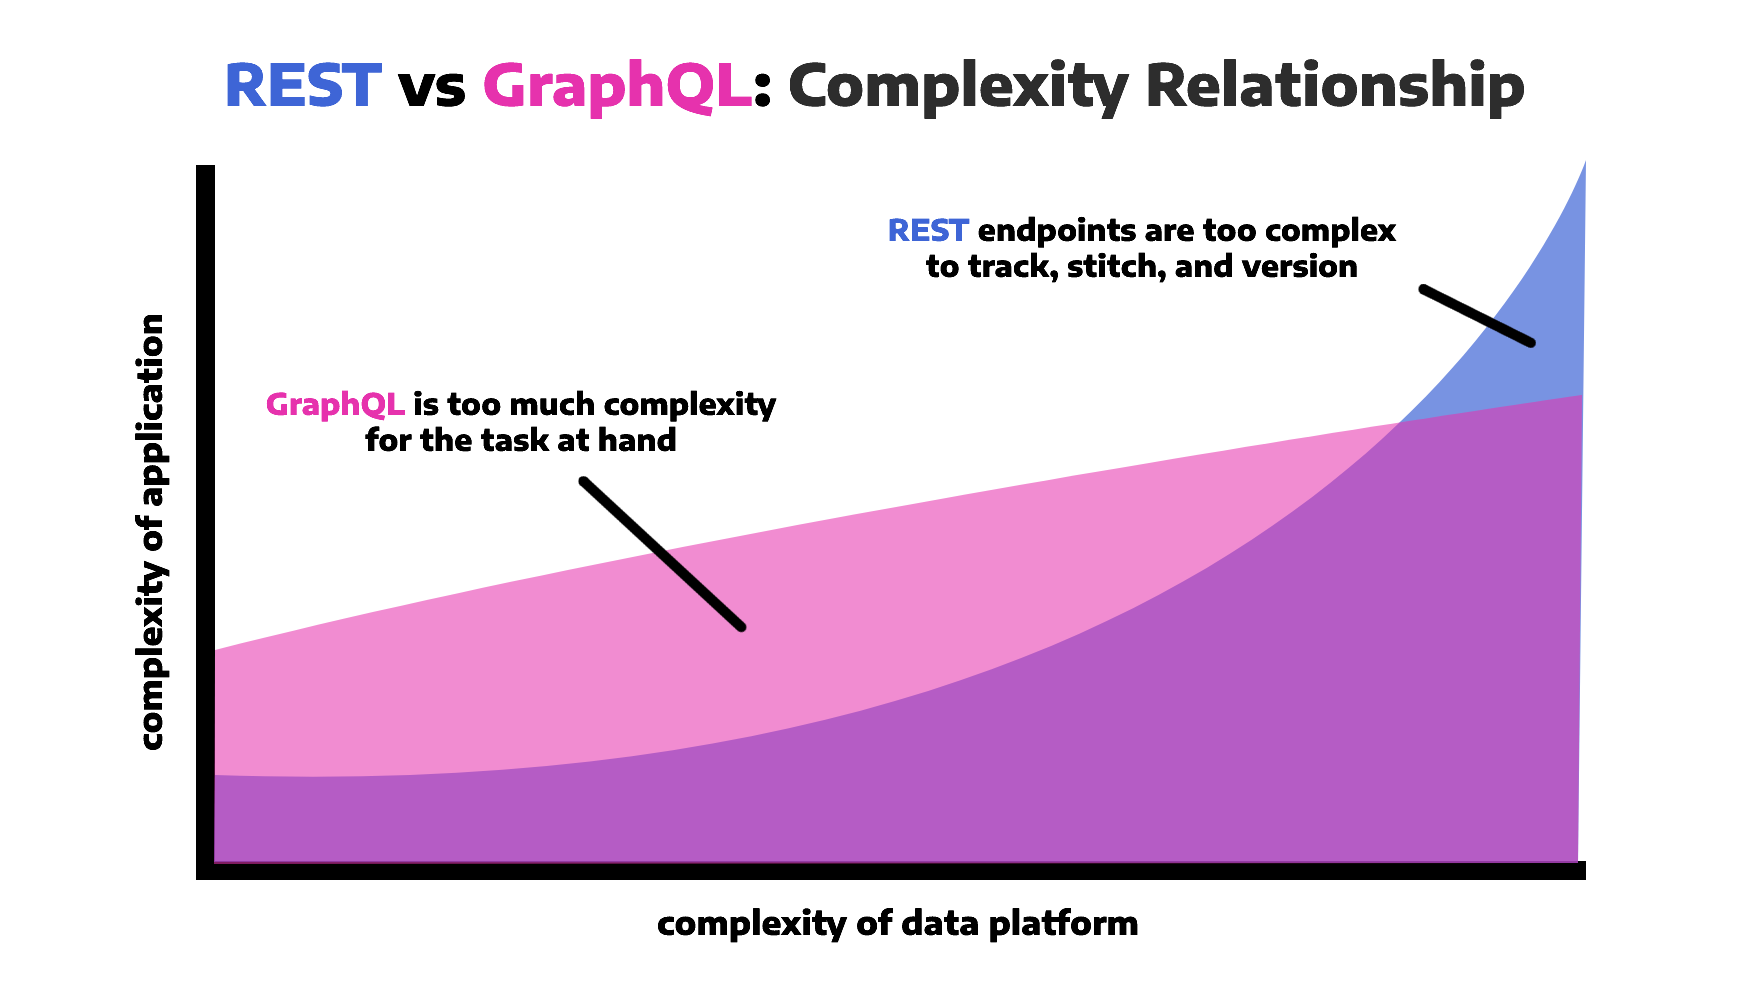 REST vs GraphQL: Complexity Relationship
REST endpoints are too complex
to track, stitch, and version
GraphQL is too much complexity
for the task at hand
complexity of application
complexity of data platform